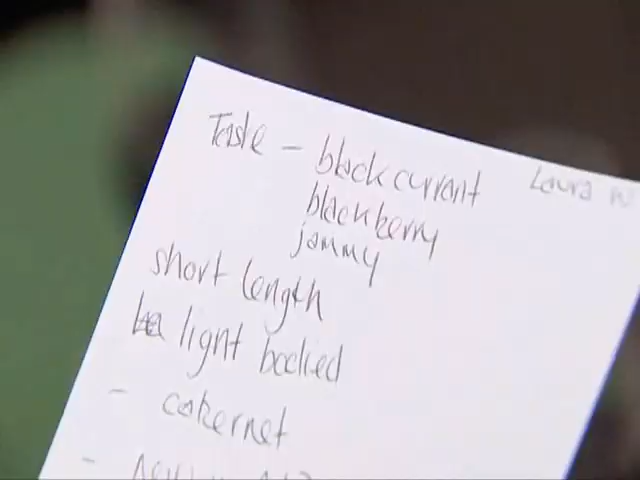 Taste - blackcurrant
Laura
blackberry
jammy
short length
light bodied
- cabernet
-